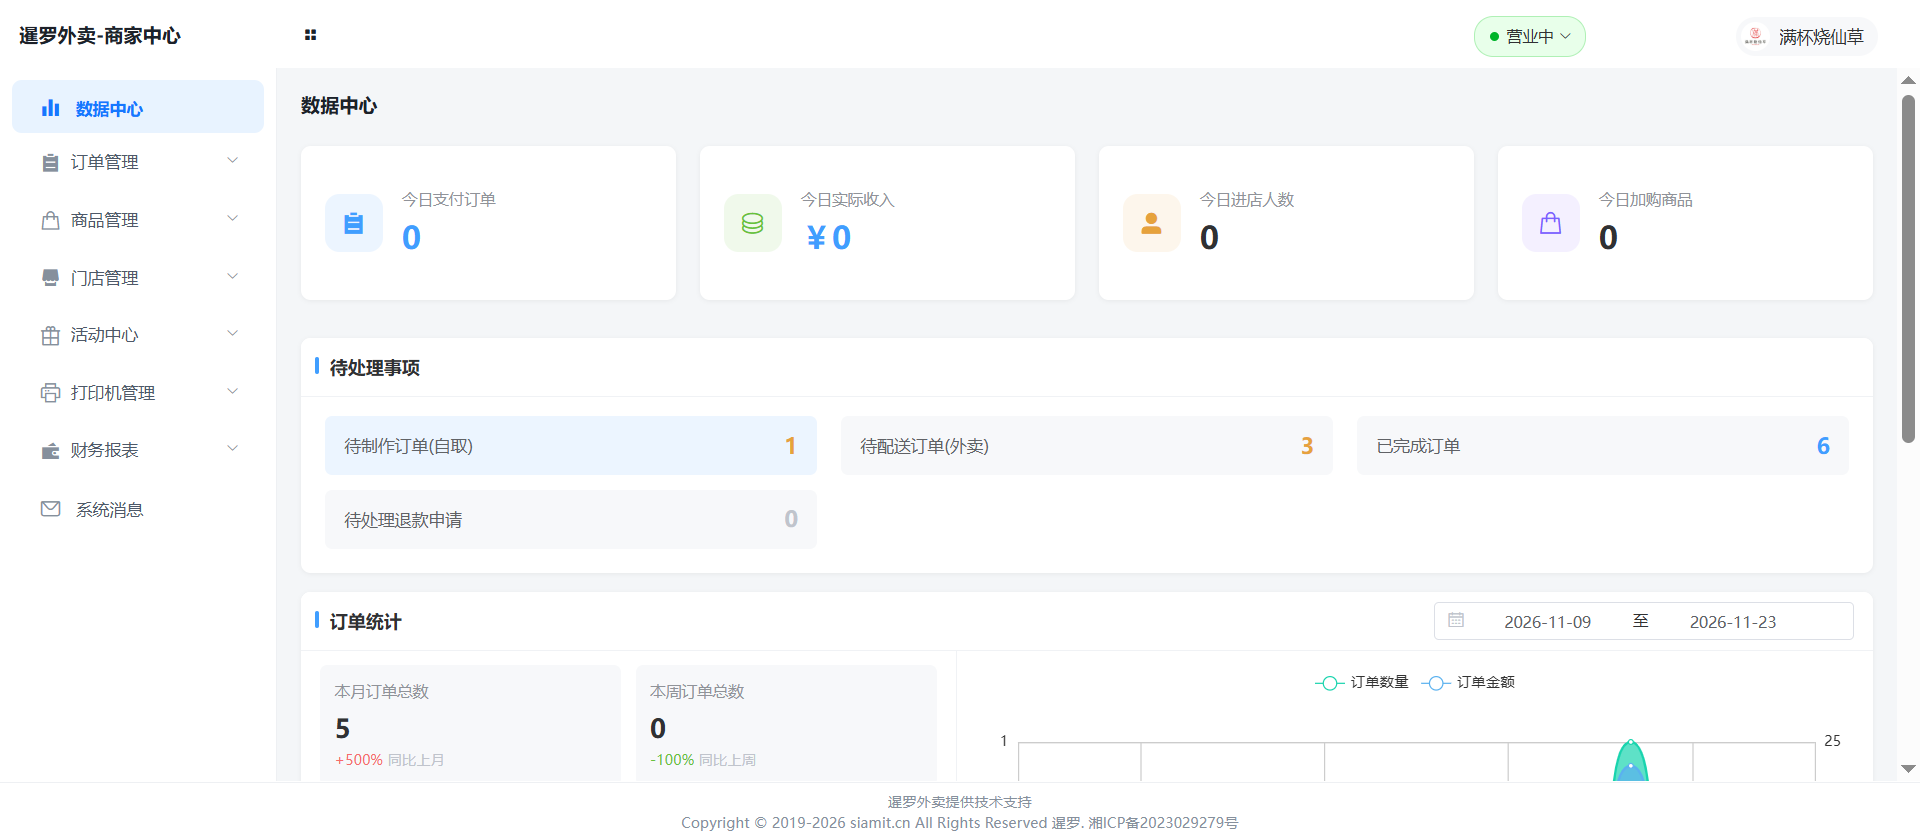 暹罗外卖-商家中心
营业中
满杯烧仙草
数据中心
订单管理
商品管理
门店管理
活动中心
打印机管理
财务报表
系统消息
数据中心
今日支付订单
0
今日实际收入
¥0
今日进店人数
0
今日加购商品
0
待处理事项
待制作订单(自取) 1
待配送订单(外卖) 3
已完成订单 6
待处理退款申请 0
订单统计
2026-11-09 至 2026-11-23
本月订单总数
5
+500% 同比上月
本周订单总数
0
-100% 同比上周
订单数量 订单金额
1 25
暹罗外卖提供技术支持
Copyright © 2019-2026 siamit.cn All Rights Reserved 暹罗. 湘ICP备2023029279号